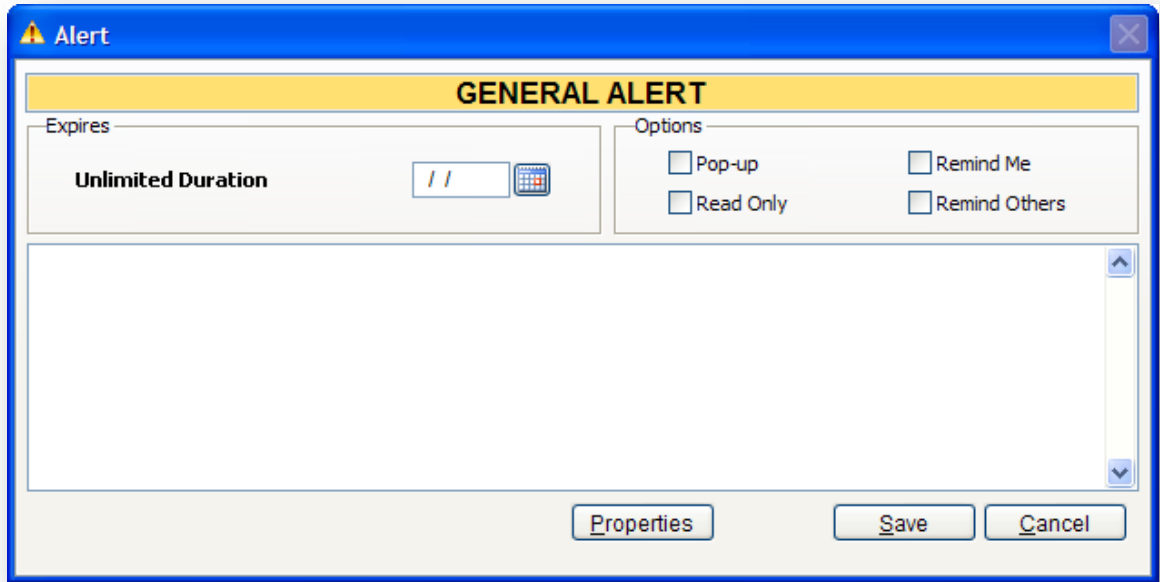 Alert
GENERAL ALERT
Expires
Unlimited Duration
/ /
Options
Pop-up
Remind Me
Read Only
Remind Others
Properties
Save
Cancel